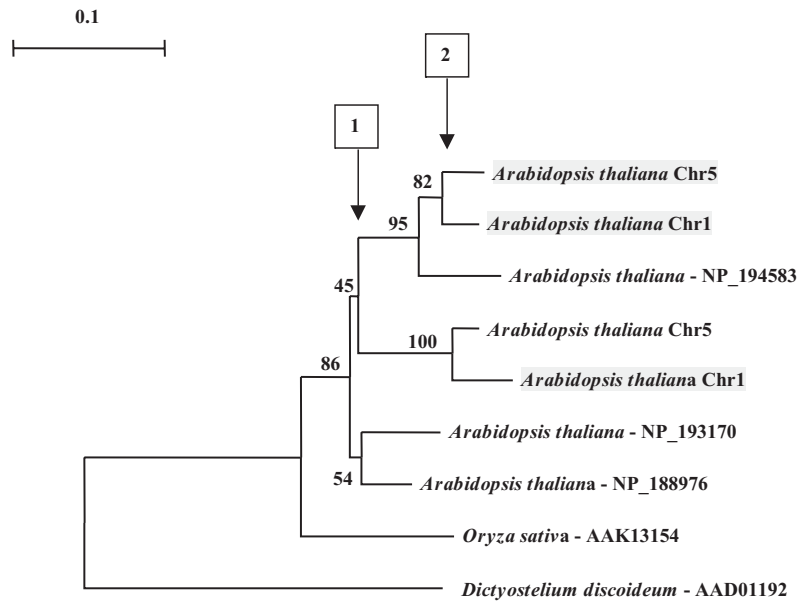 0.1
2
1
82
Arabidopsis thaliana Chr5
95
Arabidopsis thaliana Chr1
Arabidopsis thaliana - NP_194583
45
Arabidopsis thaliana Chr5
100
86
Arabidopsis thaliana Chr1
Arabidopsis thaliana - NP_193170
54
Arabidopsis thaliana - NP_188976
Oryza sativa - AAK13154
Dictyostelium discoideum - AAD01192